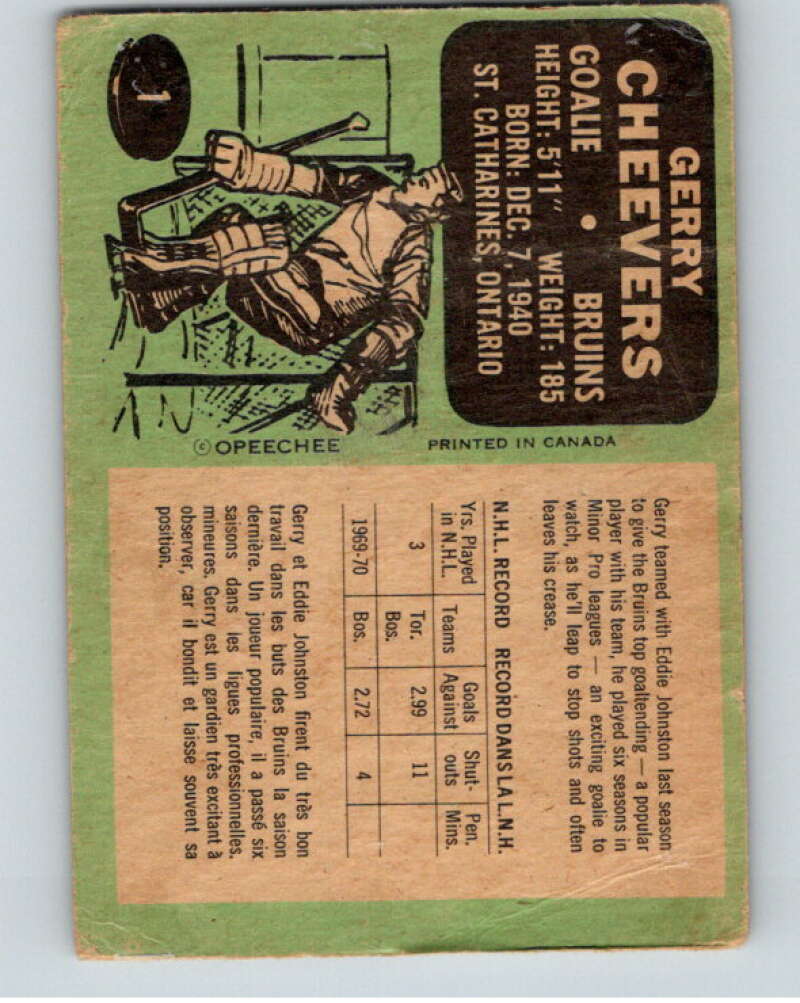 1
GERRY
CHEEVERS
GOALIE • BRUINS
HEIGHT: 5'11" WEIGHT: 185
BORN: DEC. 7, 1940
ST. CATHARINES, ONTARIO
© OPEECHEE
PRINTED IN CANADA
Gerry teamed with Eddie Johnston last season
to give the Bruins top goaltending — a popular
player with his team, he played six seasons in
Minor Pro leagues — an exciting goalie to
watch, as he'll leap to stop shots and often
leaves his crease.
N.H.L. RECORD RECORD DANS LA L.N.H.
Yrs. Played Teams Goals Shut- Pen.
in N.H.L. Against outs Mins.
3 Tor. 2.99 11
Bos.
1969-70 Bos. 2.72 4
Gerry et Eddie Johnston firent du très bon
travail dans les buts des Bruins la saison
dernière. Un joueur populaire, il a passé six
saisons dans les ligues professionnelles
mineures. Gerry est un gardien très excitant à
observer, car il bondit et laisse souvent sa
position.